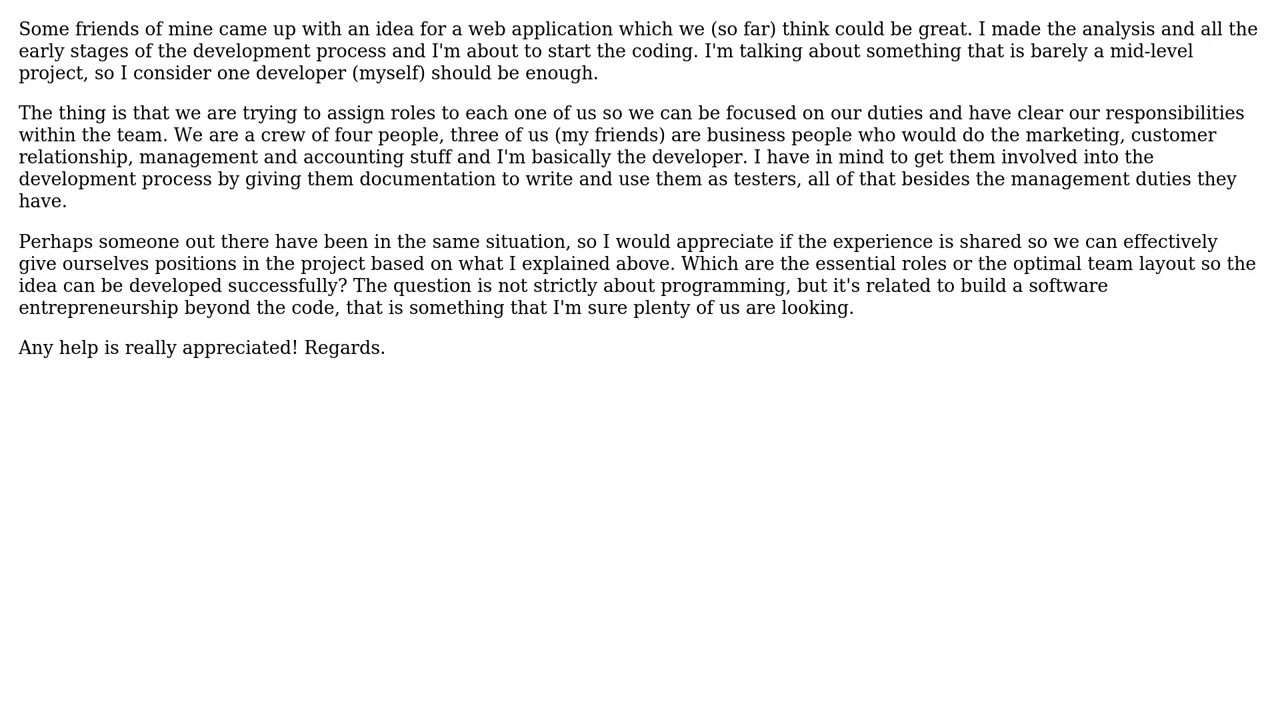 Some friends of mine came up with an idea for a web application which we (so far) think could be great. I made the analysis and all the
early stages of the development process and I'm about to start the coding. I'm talking about something that is barely a mid-level
project, so I consider one developer (myself) should be enough.
The thing is that we are trying to assign roles to each one of us so we can be focused on our duties and have clear our responsibilities
within the team. We are a crew of four people, three of us (my friends) are business people who would do the marketing, customer
relationship, management and accounting stuff and I'm basically the developer. I have in mind to get them involved into the
development process by giving them documentation to write and use them as testers, all of that besides the management duties they
have.
Perhaps someone out there have been in the same situation, so I would appreciate if the experience is shared so we can effectively
give ourselves positions in the project based on what I explained above. Which are the essential roles or the optimal team layout so the
idea can be developed successfully? The question is not strictly about programming, but it's related to build a software
entrepreneurship beyond the code, that is something that I'm sure plenty of us are looking.
Any help is really appreciated! Regards.